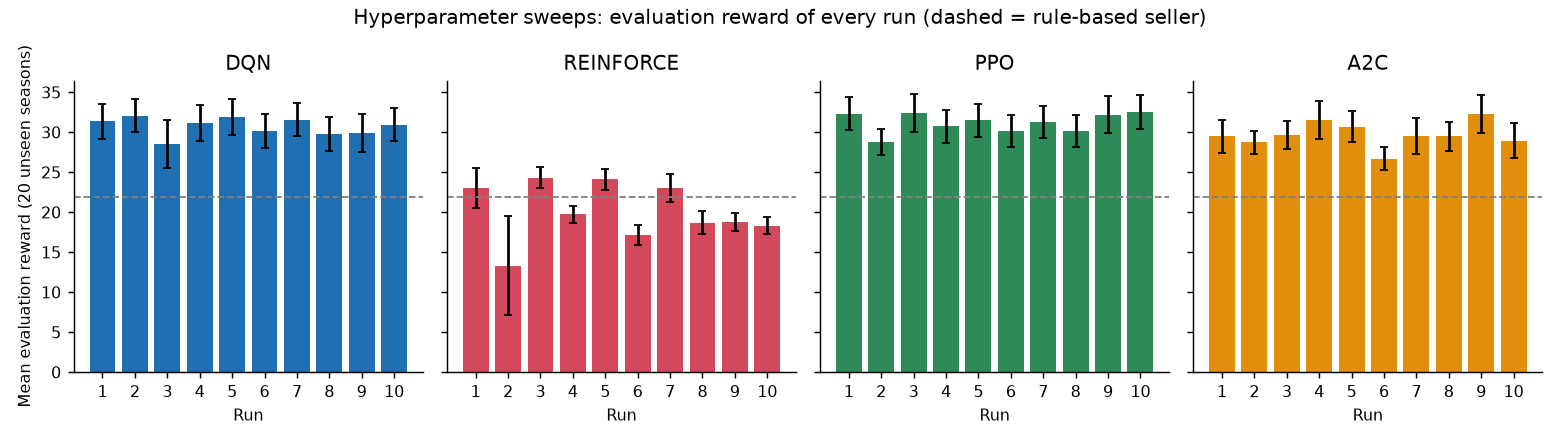 Hyperparameter sweeps: evaluation reward of every run (dashed = rule-based seller)
Mean evaluation reward (20 unseen seasons)
DQN
35
30
25
20
15
10
5
0
1 2 3 4 5 6 7 8 9 10
Run
REINFORCE
1 2 3 4 5 6 7 8 9 10
Run
PPO
1 2 3 4 5 6 7 8 9 10
Run
A2C
1 2 3 4 5 6 7 8 9 10
Run